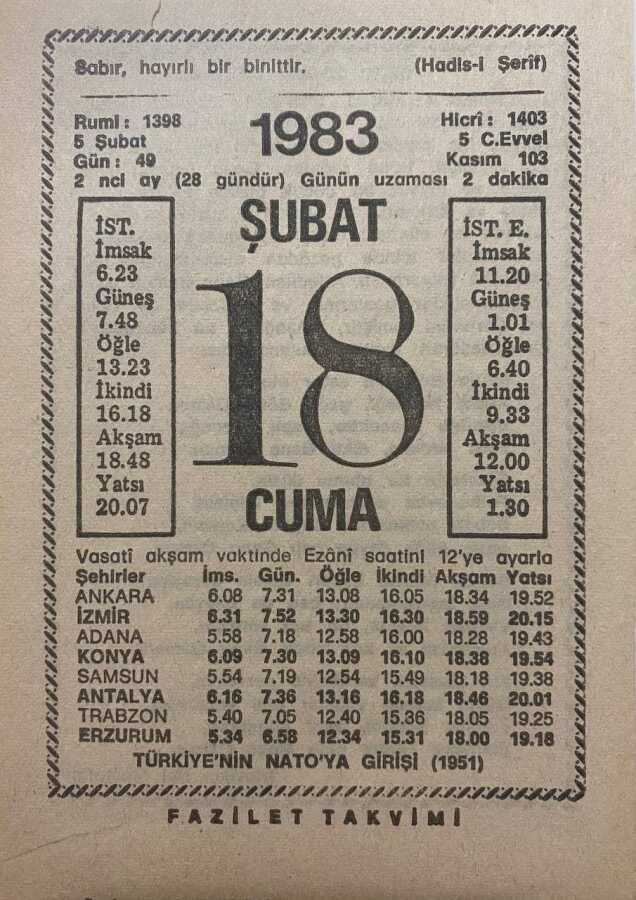 Sabır, hayırlı bir binittir. (Hadis-i Şerif)
Rumi: 1398
5 Şubat
Gün: 49
1983
Hicrî: 1403
5 C.Evvel
Kasım 103
2 nci ay (28 gündür) Günün uzaması 2 dakika
İST.
İmsak
6.23
Güneş
7.48
Öğle
13.23
İkindi
16.18
Akşam
18.48
Yatsı
20.07
ŞUBAT
18
CUMA
İST. E.
İmsak
11.20
Güneş
1.01
Öğle
6.40
İkindi
9.33
Akşam
12.00
Yatsı
1.30
Vasatî akşam vaktinde Ezânî saatini 12'ye ayarla
Şehirler İms. Gün. Öğle İkindi Akşam Yatsı
ANKARA 6.08 7.31 13.08 16.05 18.34 19.52
İZMİR 6.31 7.52 13.30 16.30 18.59 20.15
ADANA 5.58 7.18 12.58 16.00 18.28 19.43
KONYA 6.09 7.30 13.09 16.10 18.38 19.54
SAMSUN 5.54 7.19 12.54 15.49 18.18 19.38
ANTALYA 6.16 7.36 13.16 16.18 18.46 20.01
TRABZON 5.40 7.05 12.40 15.36 18.05 19.25
ERZURUM 5.34 6.58 12.34 15.31 18.00 19.18
TÜRKİYE'NİN NATO'YA GİRİŞİ (1951)
FAZİLET TAKVİMİ